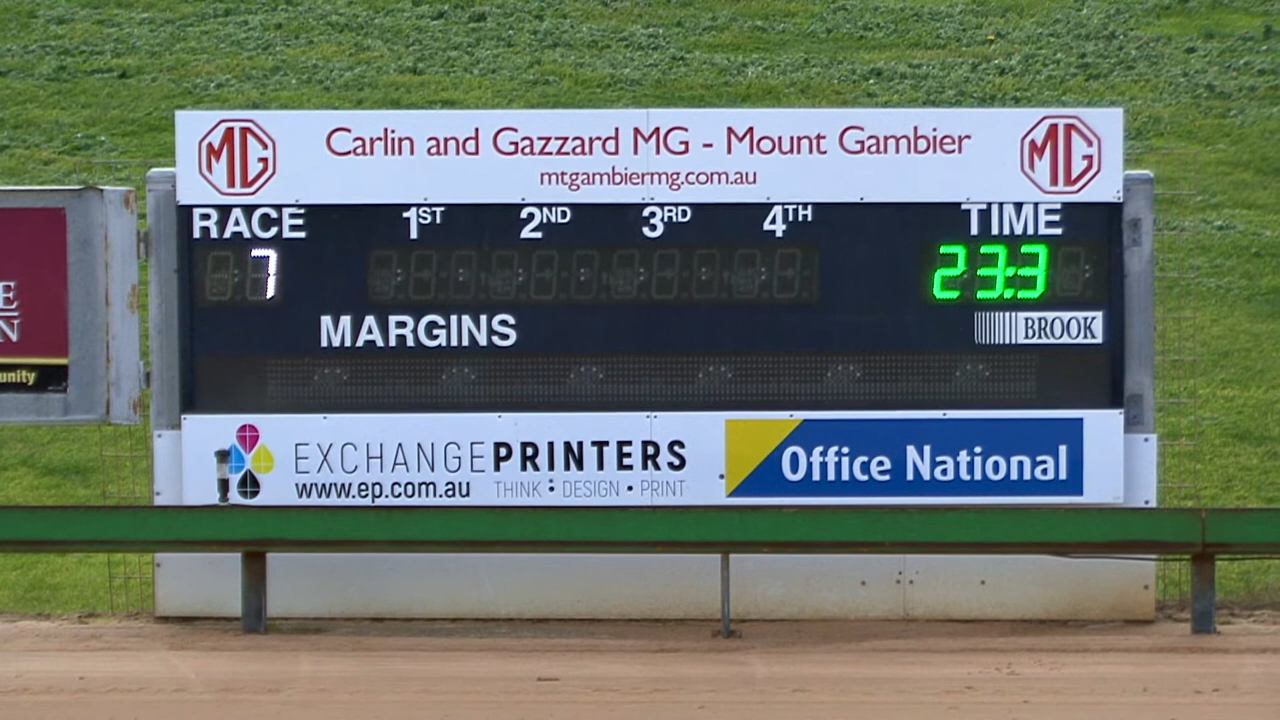 MG Carlin and Gazzard MG - Mount Gambier MG
mtgambiermg.com.au
RACE 1ST 2ND 3RD 4TH TIME
7 23:3
MARGINS BROOK
E
N
unity
EXCHANGEPRINTERS
www.ep.com.au THINK • DESIGN • PRINT
Office National